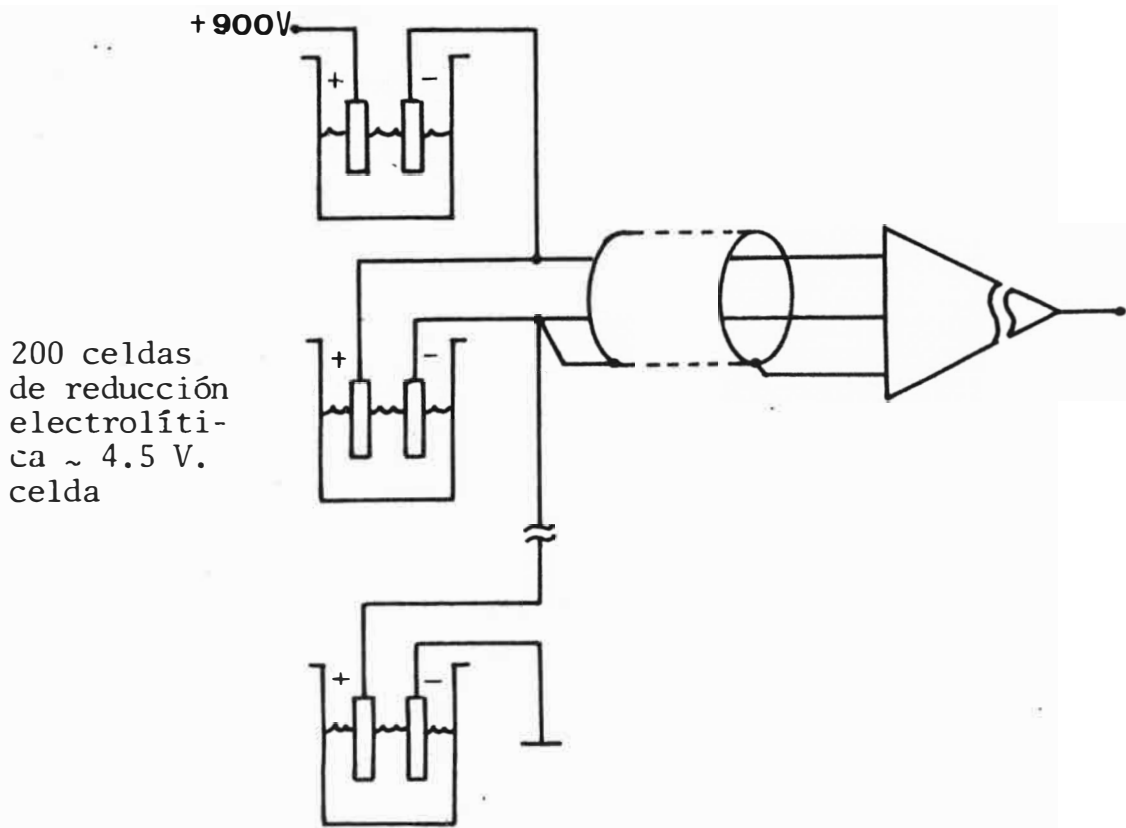 +900V
+ −
+ −
200 celdas
de reducción
electrolíti-
ca ~ 4.5 V.
celda
+ −